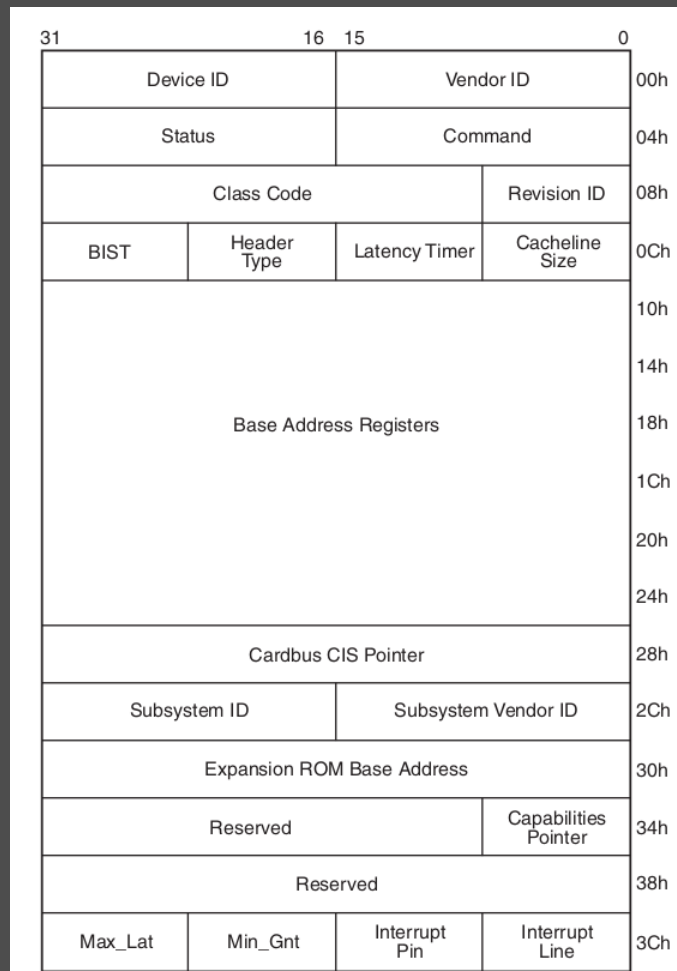 31 16 15 0
Device ID Vendor ID 00h
Status Command 04h
Class Code Revision ID 08h
BIST Header Type Latency Timer Cacheline Size 0Ch
10h
14h
Base Address Registers 18h
1Ch
20h
24h
Cardbus CIS Pointer 28h
Subsystem ID Subsystem Vendor ID 2Ch
Expansion ROM Base Address 30h
Reserved Capabilities Pointer 34h
Reserved 38h
Max_Lat Min_Gnt Interrupt Pin Interrupt Line 3Ch